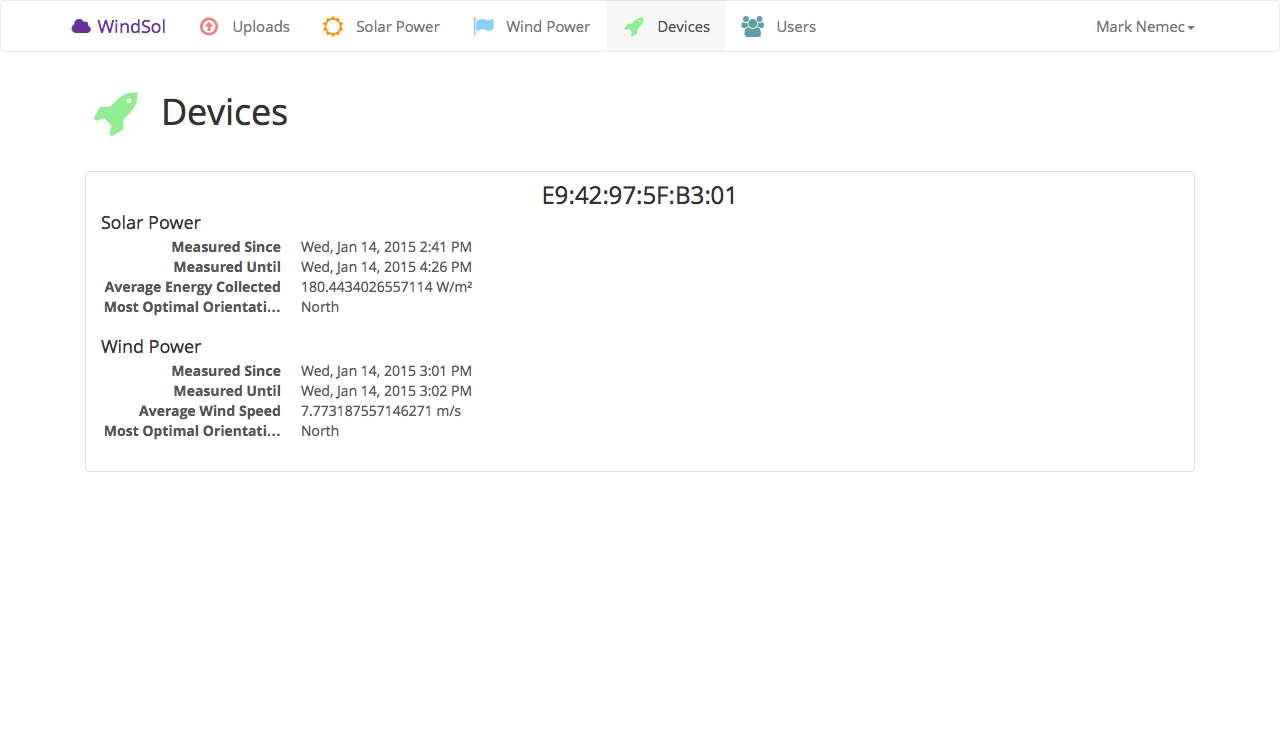 WindSol Uploads Solar Power Wind Power Devices Users Mark Nemec
Devices
E9:42:97:5F:B3:01
Solar Power
Measured Since Wed, Jan 14, 2015 2:41 PM
Measured Until Wed, Jan 14, 2015 4:26 PM
Average Energy Collected 180.4434026557114 W/m²
Most Optimal Orientati... North
Wind Power
Measured Since Wed, Jan 14, 2015 3:01 PM
Measured Until Wed, Jan 14, 2015 3:02 PM
Average Wind Speed 7.773187557146271 m/s
Most Optimal Orientati... North